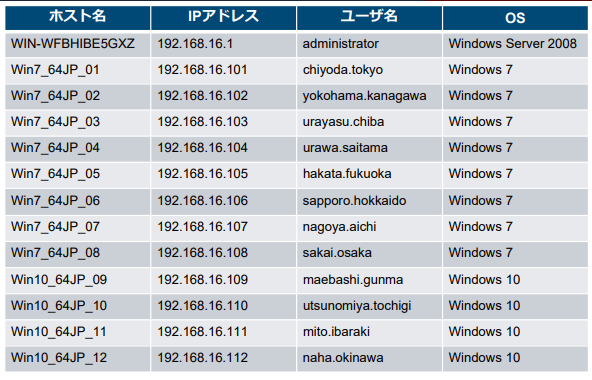 ホスト名 IPアドレス ユーザ名 OS
WIN-WFBHIBE5GXZ 192.168.16.1 administrator Windows Server 2008
Win7_64JP_01 192.168.16.101 chiyoda.tokyo Windows 7
Win7_64JP_02 192.168.16.102 yokohama.kanagawa Windows 7
Win7_64JP_03 192.168.16.103 urayasu.chiba Windows 7
Win7_64JP_04 192.168.16.104 urawa.saitama Windows 7
Win7_64JP_05 192.168.16.105 hakata.fukuoka Windows 7
Win7_64JP_06 192.168.16.106 sapporo.hokkaido Windows 7
Win7_64JP_07 192.168.16.107 nagoya.aichi Windows 7
Win7_64JP_08 192.168.16.108 sakai.osaka Windows 7
Win10_64JP_09 192.168.16.109 maebashi.gunma Windows 10
Win10_64JP_10 192.168.16.110 utsunomiya.tochigi Windows 10
Win10_64JP_11 192.168.16.111 mito.ibaraki Windows 10
Win10_64JP_12 192.168.16.112 naha.okinawa Windows 10